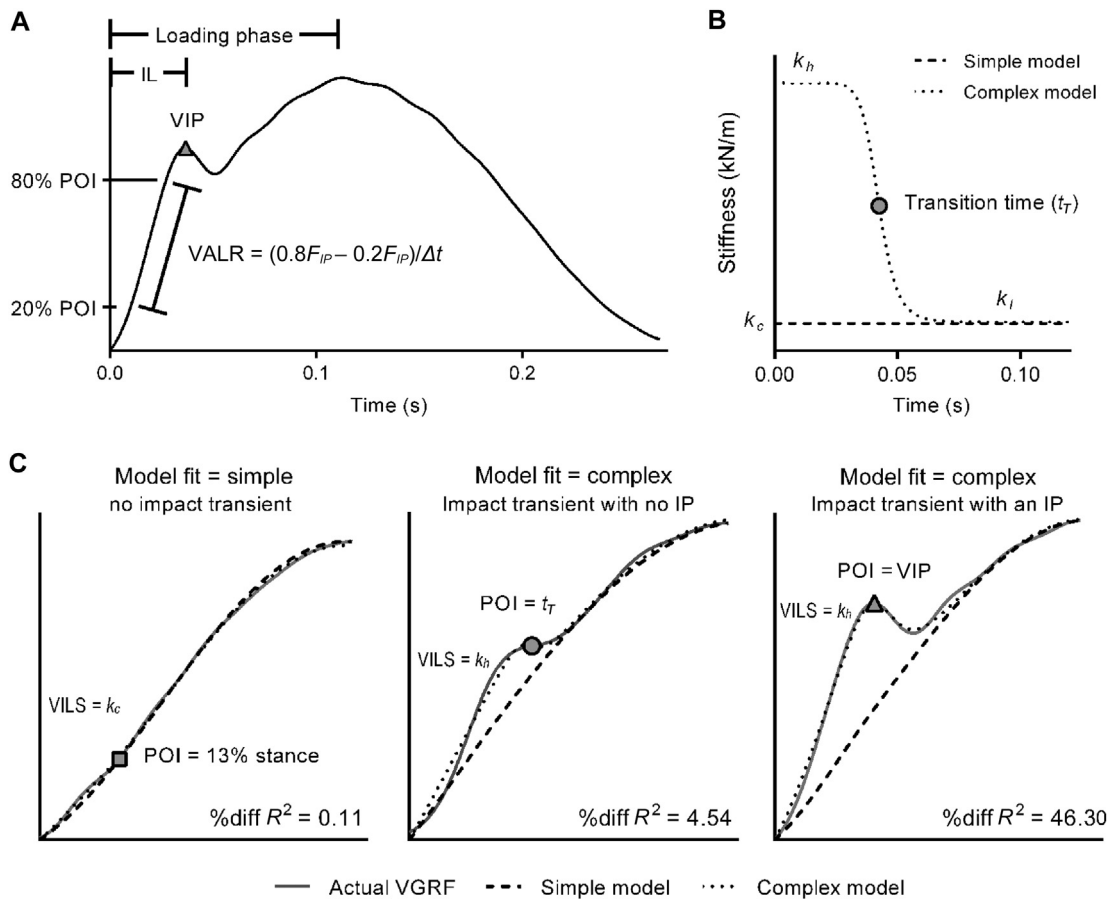 A
Loading phase
IL
VIP
80% POI
VALR = (0.8F_IP – 0.2F_IP)/Δt
20% POI
0.0
0.1
0.2
Time (s)
B
k_h
Simple model
Complex model
Stiffness (kN/m)
Transition time (t_T)
k_l
k_c
0.00
0.05
0.10
Time (s)
C
Model fit = simple
no impact transient
VILS = k_c
POI = 13% stance
%diff R² = 0.11
Model fit = complex
Impact transient with no IP
POI = t_T
VILS = k_h
%diff R² = 4.54
Model fit = complex
Impact transient with an IP
POI = VIP
VILS = k_h
%diff R² = 46.30
Actual VGRF
Simple model
Complex model